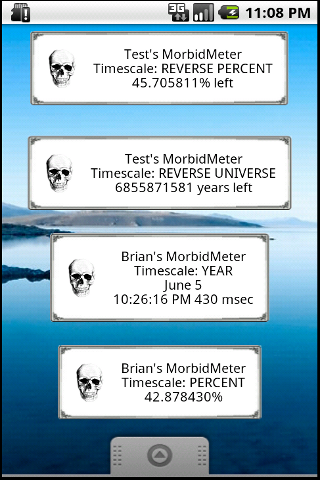 3G 11:08 PM
Test's MorbidMeter
Timescale: REVERSE PERCENT
45.705811% left
Test's MorbidMeter
Timescale: REVERSE UNIVERSE
6855871581 years left
Brian's MorbidMeter
Timescale: YEAR
June 5
10:26:16 PM 430 msec
Brian's MorbidMeter
Timescale: PERCENT
42.878430%